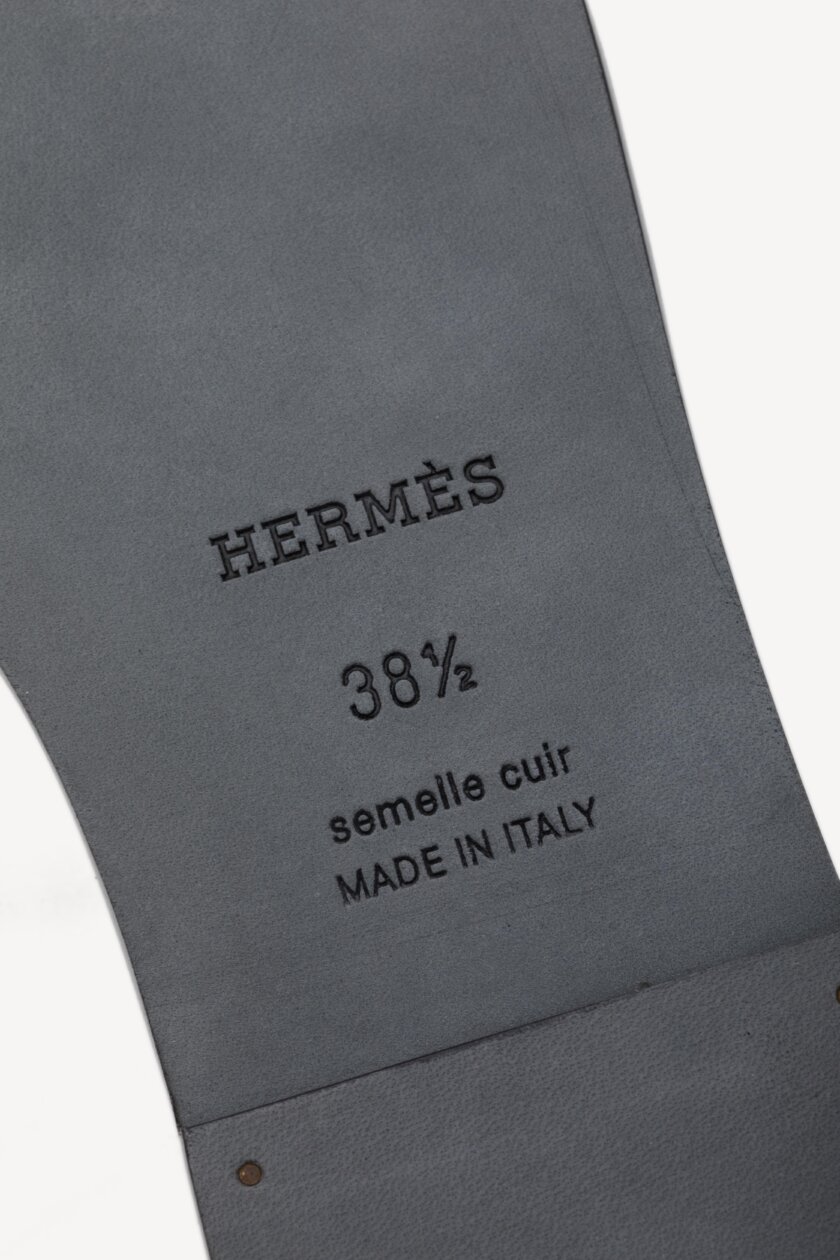 HERMÈS
38½
semelle cuir
MADE IN ITALY